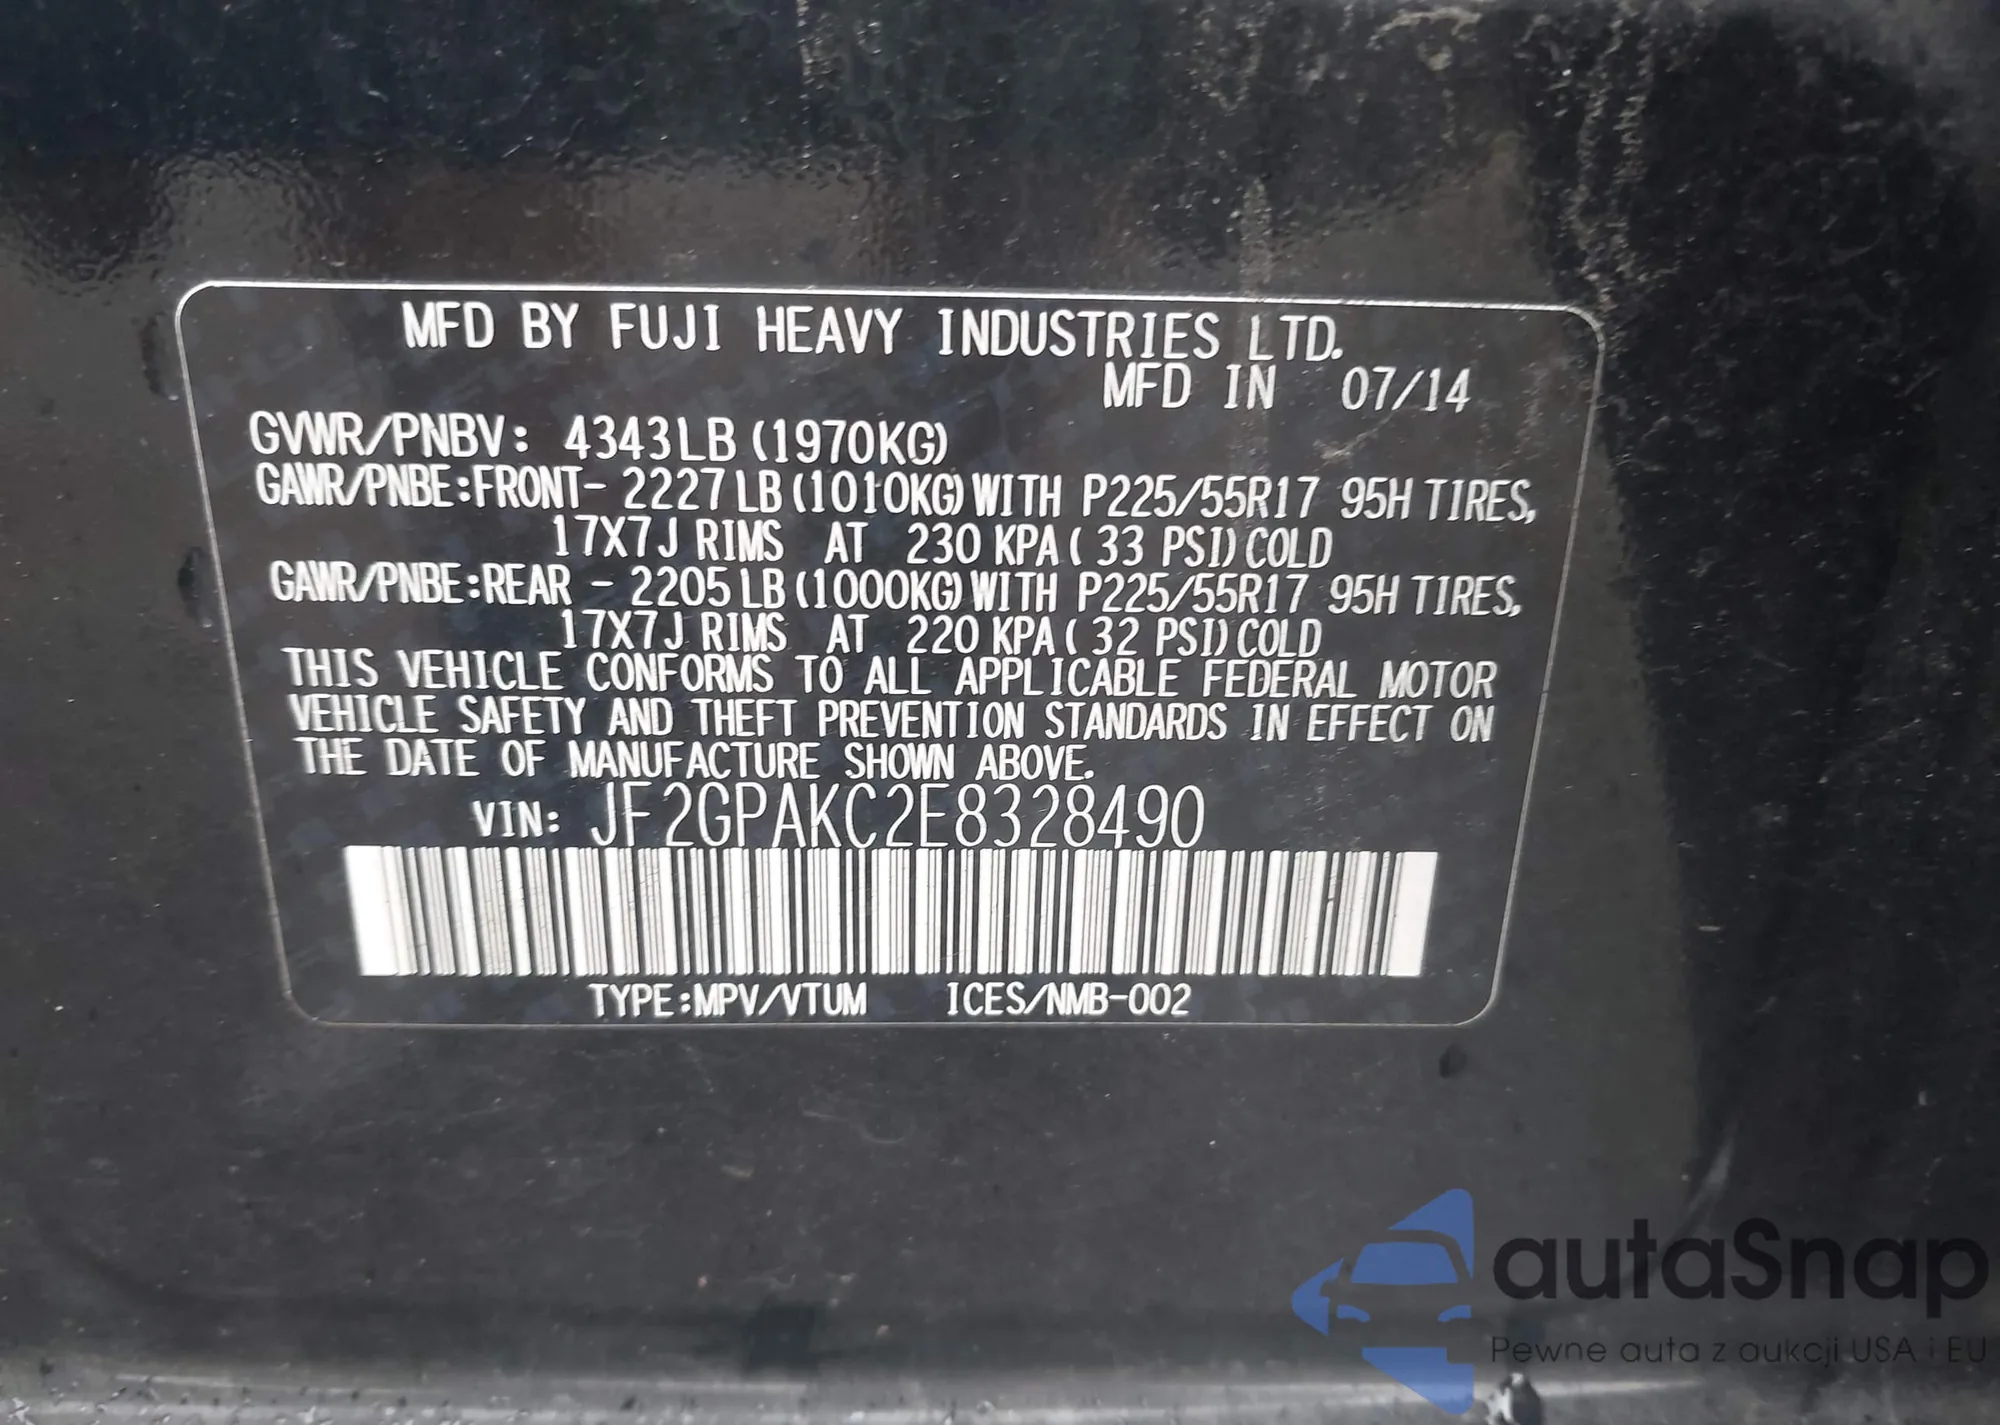 MFD BY FUJI HEAVY INDUSTRIES LTD.
MFD IN 07/14
GVWR/PNBV: 4343LB (1970KG)
GAWR/PNBE:FRONT- 2227LB (1010KG) WITH P225/55R17 95H TIRES,
17X7J RIMS AT 230 KPA ( 33 PSI) COLD
GAWR/PNBE:REAR - 2205LB (1000KG) WITH P225/55R17 95H TIRES,
17X7J RIMS AT 220 KPA ( 32 PSI) COLD
THIS VEHICLE CONFORMS TO ALL APPLICABLE FEDERAL MOTOR
VEHICLE SAFETY AND THEFT PREVENTION STANDARDS IN EFFECT ON
THE DATE OF MANUFACTURE SHOWN ABOVE.
VIN: JF2GPAKC2E8328490
TYPE:MPV/VTUM ICES/NMB-002
autaSnap
Pewne auta z aukcji USA i EU